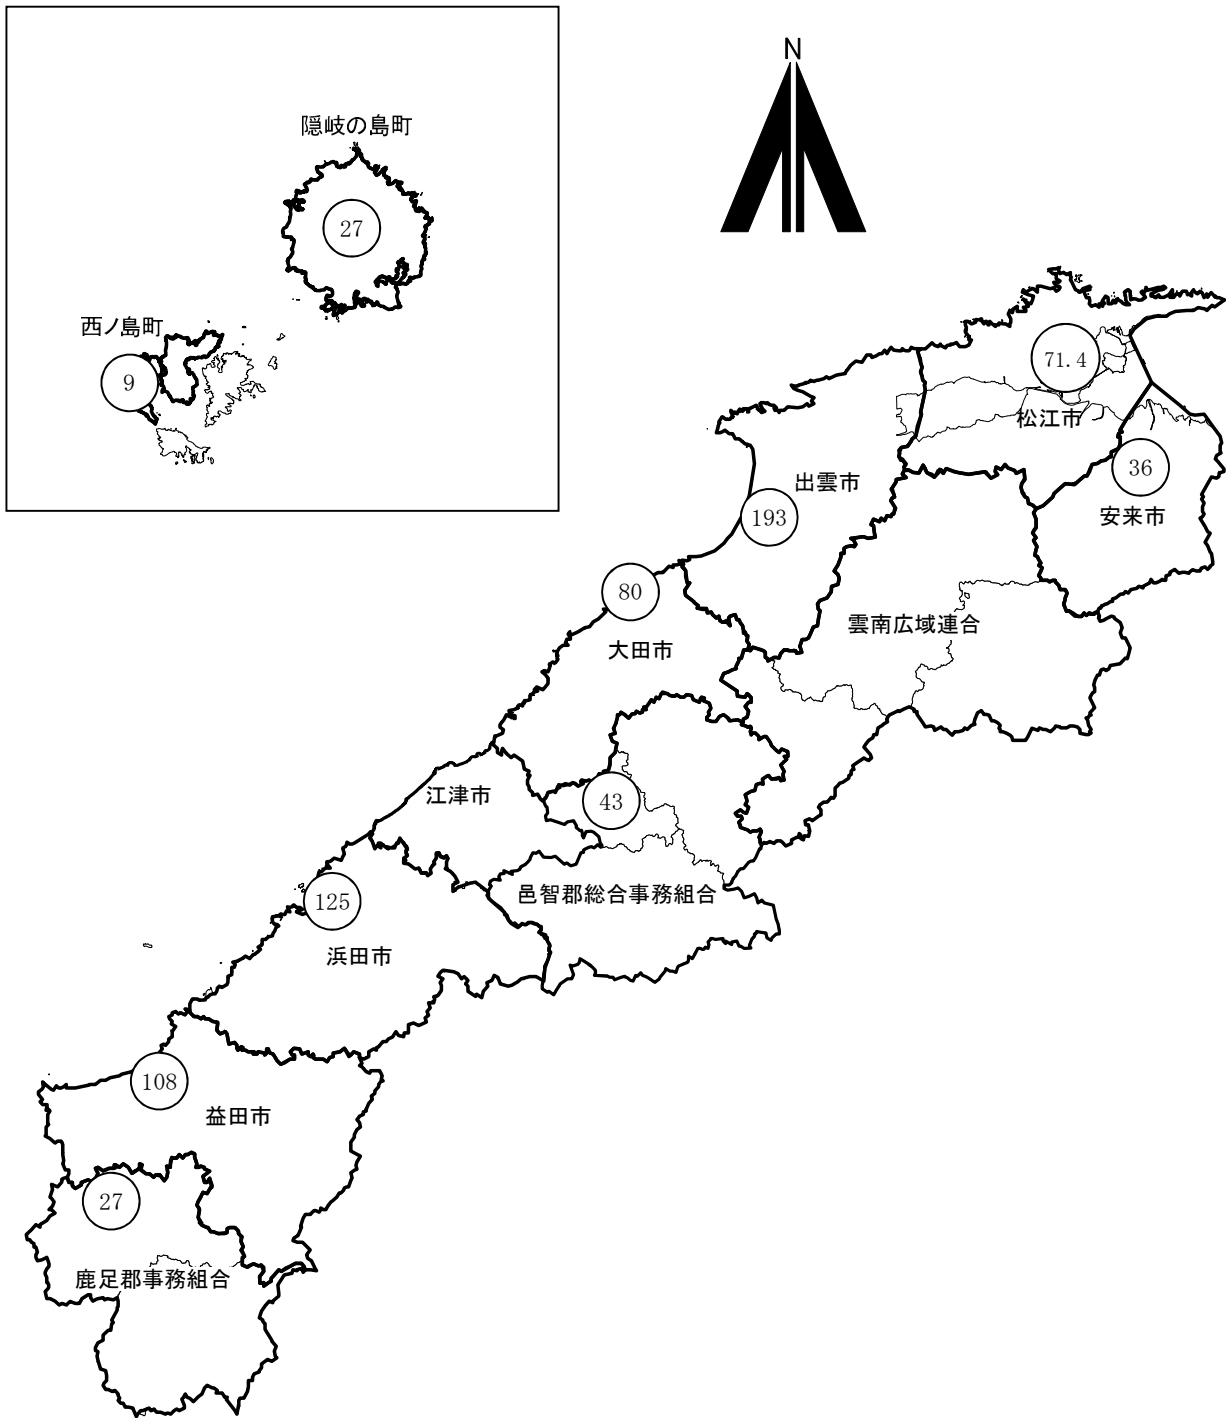 隠岐の島町
27
西ノ島町
9
N
71.4
松江市
36
安来市
出雲市
193
80
大田市
雲南広域連合
江津市
43
125
邑智郡総合事務組合
浜田市
108
益田市
27
鹿足郡事務組合